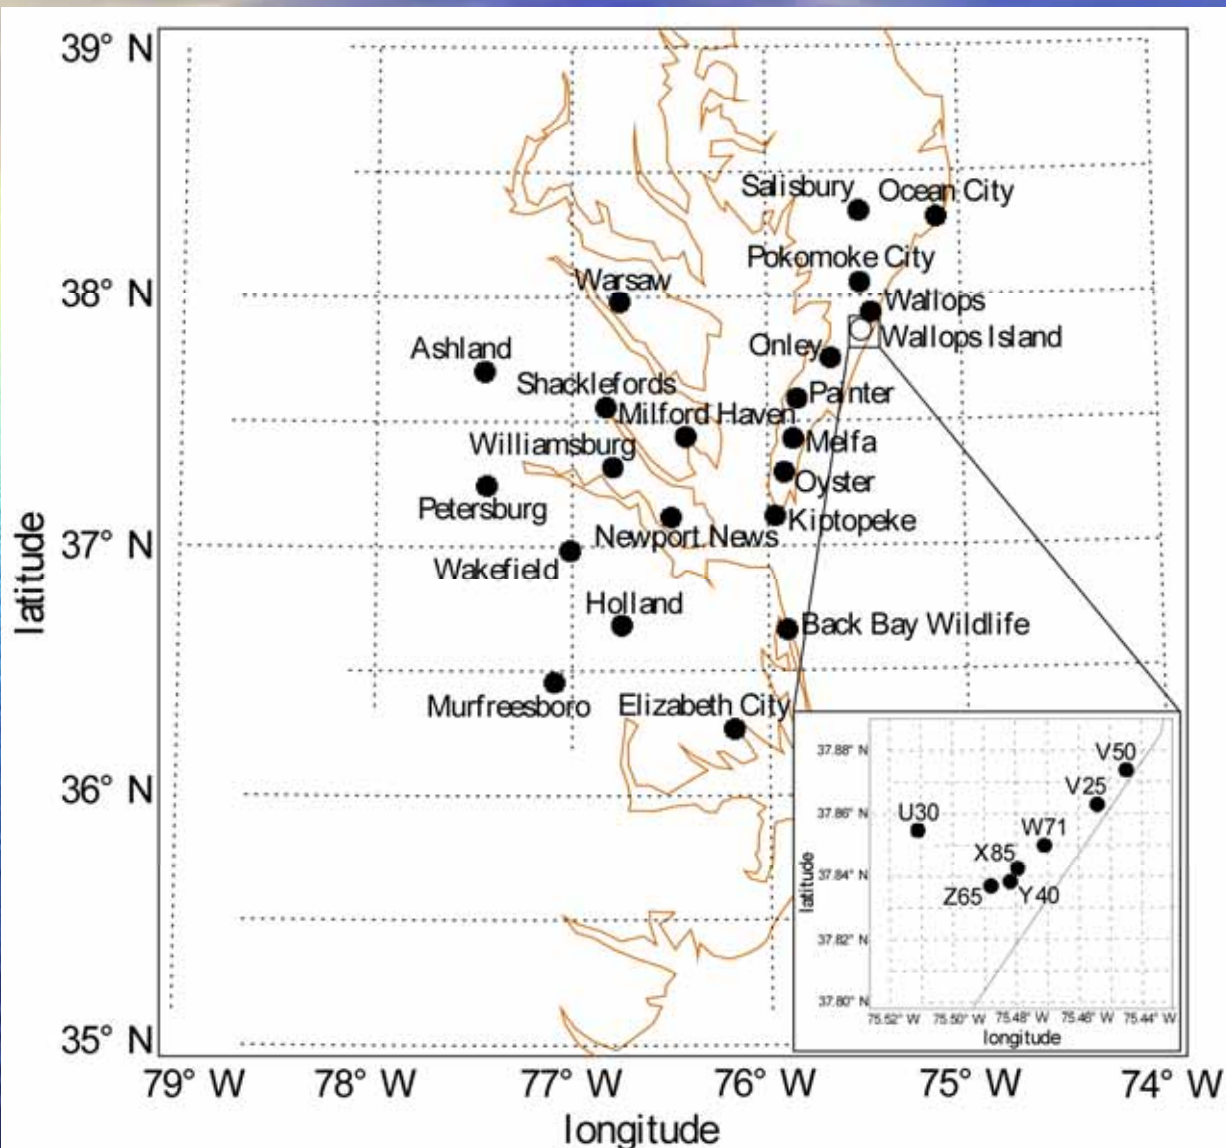 39° N
38° N
37° N
36° N
35° N
latitude
79° W 78° W 77° W 76° W 75° W 74° W
longitude
Salisbury
Ocean City
Pokomoke City
Warsaw
Wallops
Wallops Island
Ashland
Onley
Shacklefords
Painter
Milford Haven
Williamsburg
Melfa
Oyster
Petersburg
Kiptopeke
Newport News
Wakefield
Holland
Back Bay Wildlife
Murfreesboro
Elizabeth City
37.88° N
37.86° N
37.84° N
37.82° N
37.80° N
latitude
V50
V25
U30
W71
X85
Z65
Y40
75.52° W 75.50° W 75.48° W 75.46° W 75.44° W
longitude